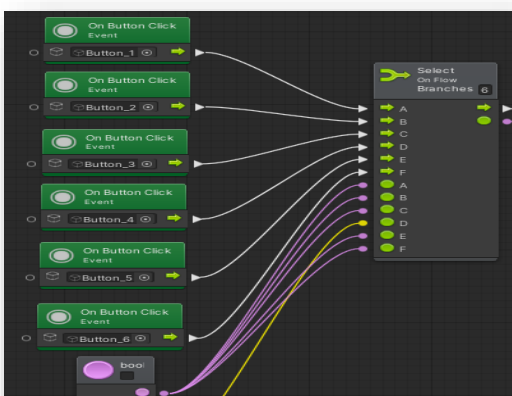 On Button Click
Event
Button_1
On Button Click
Event
Button_2
On Button Click
Event
Button_3
On Button Click
Event
Button_4
On Button Click
Event
Button_5
On Button Click
Event
Button_6
bool
Select
On Flow
Branches 6
A
B
C
D
E
F
A
B
C
D
E
F